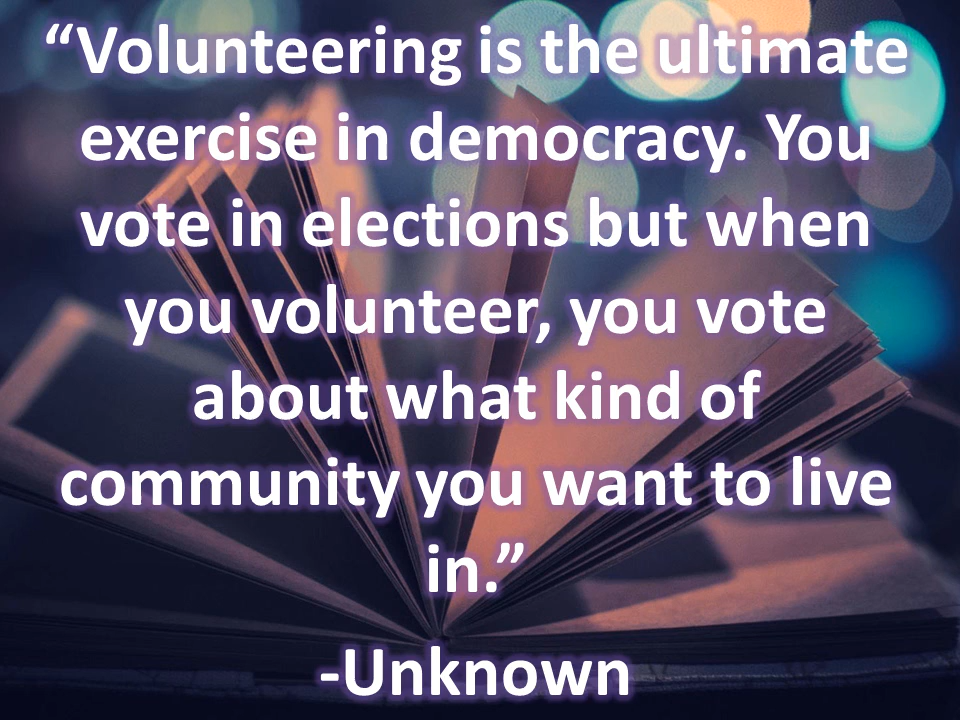 “Volunteering is the ultimate
exercise in democracy. You
vote in elections but when
you volunteer, you vote
about what kind of
community you want to live
in.”
-Unknown